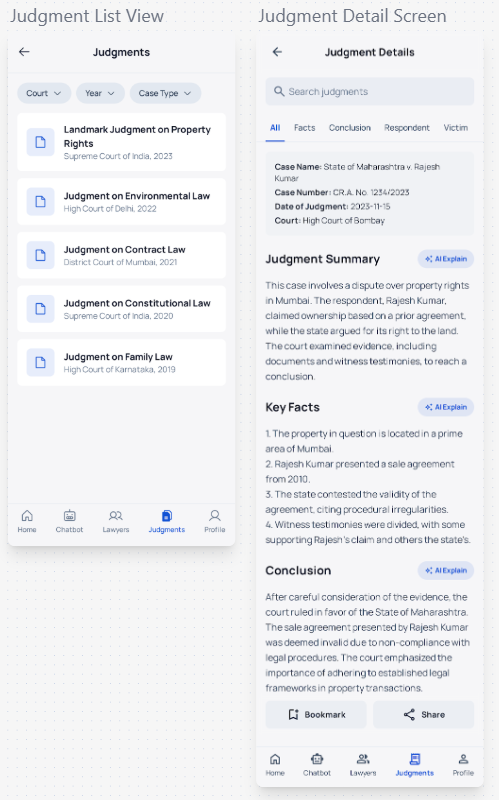 Judgment List View
Judgments
Court
Year
Case Type
Landmark Judgment on Property
Rights
Supreme Court of India, 2023
Judgment on Environmental Law
High Court of Delhi, 2022
Judgment on Contract Law
District Court of Mumbai, 2021
Judgment on Constitutional Law
Supreme Court of India, 2020
Judgment on Family Law
High Court of Karnataka, 2019
Home
Chatbot
Lawyers
Judgments
Profile
Judgment Detail Screen
Judgment Details
Search judgments
All
Facts
Conclusion
Respondent
Victim
Case Name: State of Maharashtra v. Rajesh
Kumar
Case Number: CR.A. No. 1234/2023
Date of Judgment: 2023-11-15
Court: High Court of Bombay
Judgment Summary
AI Explain
This case involves a dispute over property rights
in Mumbai. The respondent, Rajesh Kumar,
claimed ownership based on a prior agreement,
while the state argued for its right to the land.
The court examined evidence, including
documents and witness testimonies, to reach a
conclusion.
Key Facts
AI Explain
1. The property in question is located in a prime
area of Mumbai.
2. Rajesh Kumar presented a sale agreement
from 2010.
3. The state contested the validity of the
agreement, citing procedural irregularities.
4. Witness testimonies were divided, with some
supporting Rajesh's claim and others the state's.
Conclusion
AI Explain
After careful consideration of the evidence, the
court ruled in favor of the State of Maharashtra.
The sale agreement presented by Rajesh Kumar
was deemed invalid due to non-compliance with
legal procedures. The court emphasized the
importance of adhering to established legal
frameworks in property transactions.
Bookmark
Share
Home
Chatbot
Lawyers
Judgments
Profile